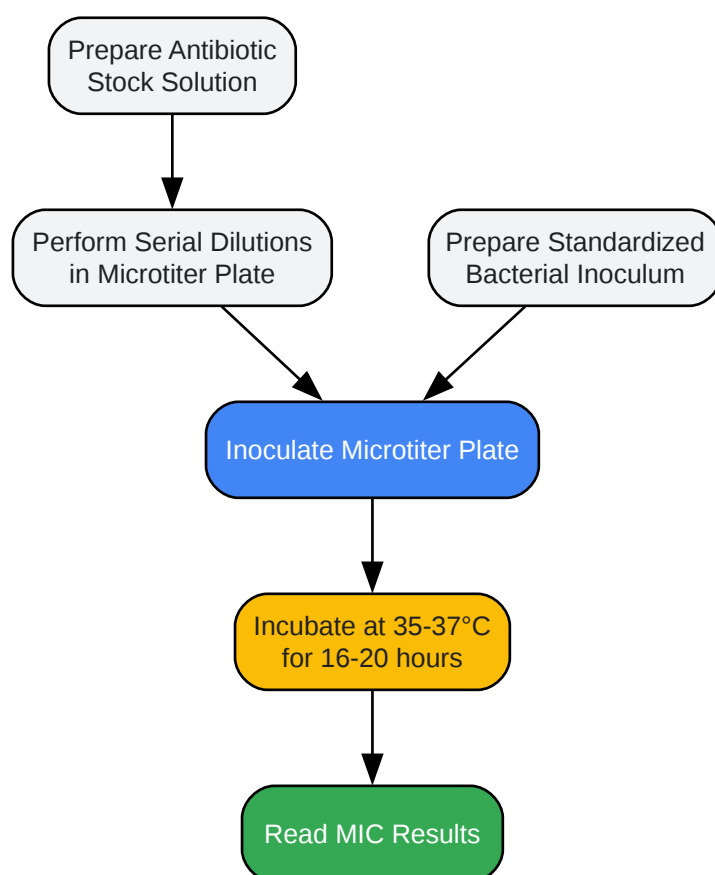 Prepare Antibiotic
Stock Solution
Perform Serial Dilutions
in Microtiter Plate
Prepare Standardized
Bacterial Inoculum
Inoculate Microtiter Plate
Incubate at 35-37°C
for 16-20 hours
Read MIC Results